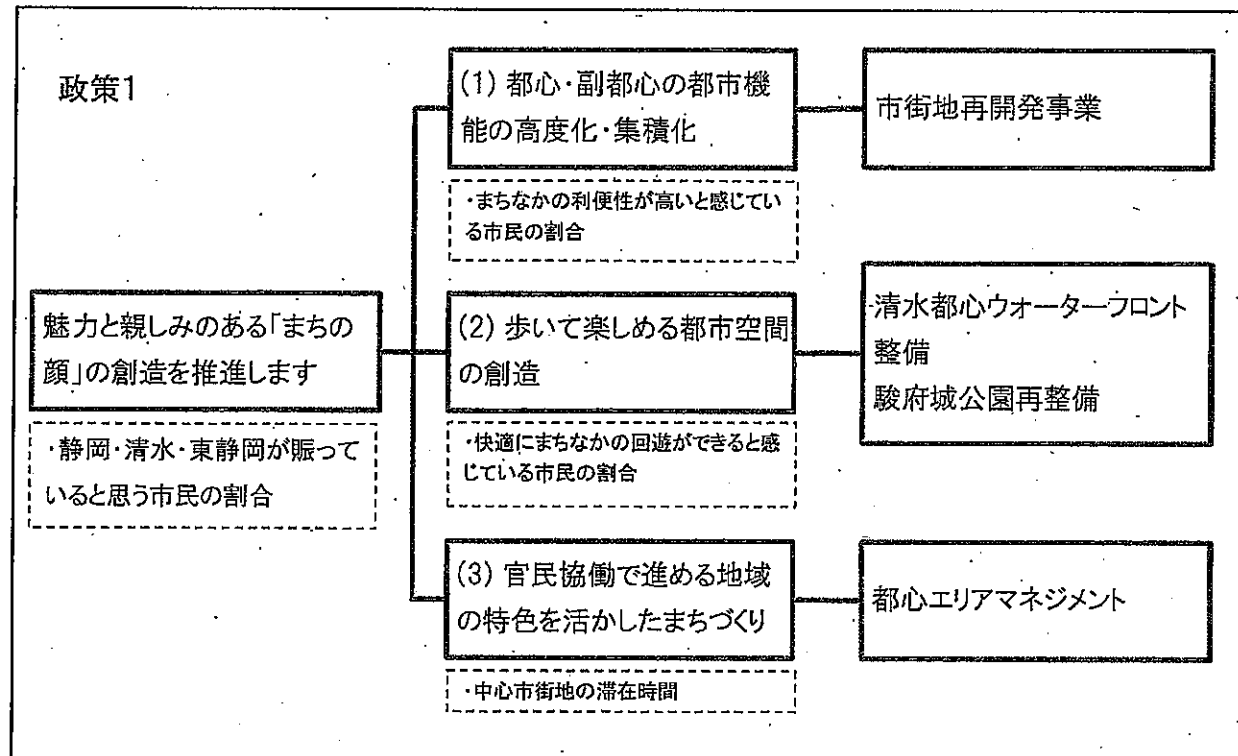 政策1
魅力と親しみのある「まちの
顔」の創造を推進します
・静岡・清水・東静岡が賑って
いると思う市民の割合
(1) 都心・副都心の都市機
能の高度化・集積化
・まちなかの利便性が高いと感じてい
る市民の割合
市街地再開発事業
(2) 歩いて楽しめる都市空間
の創造
・快適にまちなかの回遊ができると感
じている市民の割合
清水都心ウォーターフロント
整備
駿府城公園再整備
(3) 官民協働で進める地域
の特色を活かしたまちづくり
・中心市街地の滞在時間
都心エリアマネジメント